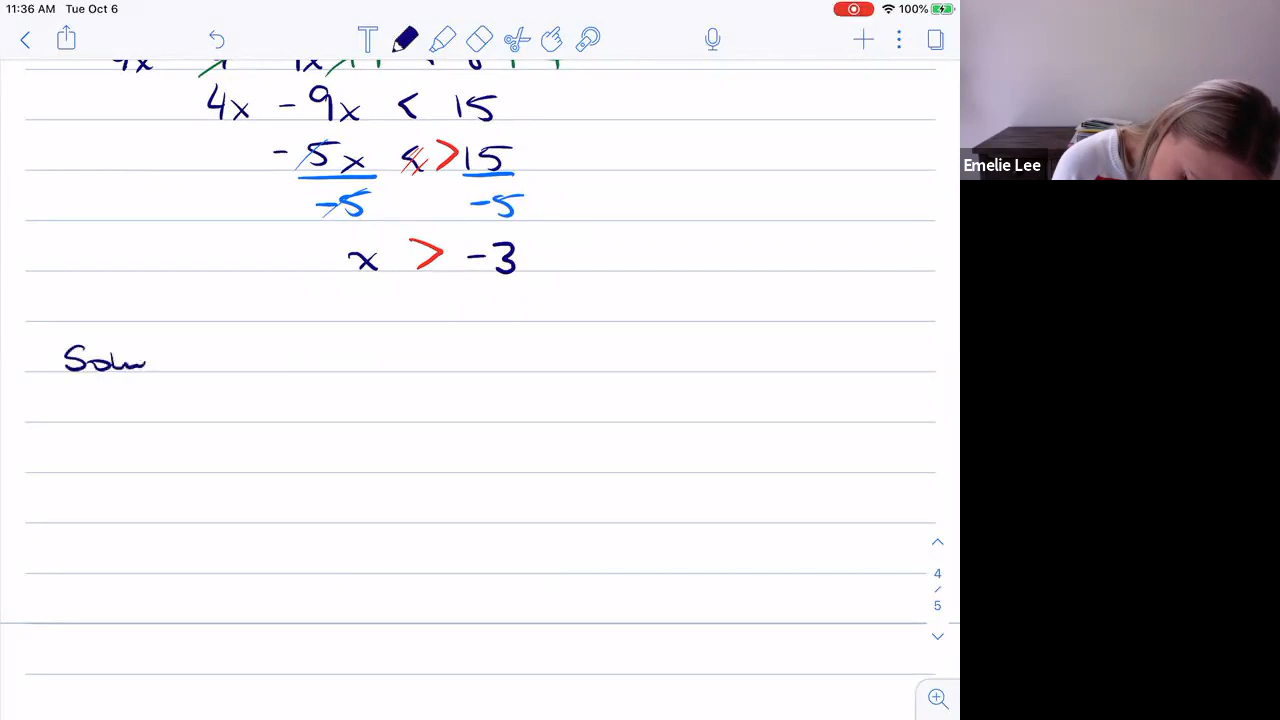 11:36 AM Tue Oct 6 100%
4x - 9x < 15
-5x < > 15
-5 -5
x > -3
Soln
4
/
5
Emelie Lee